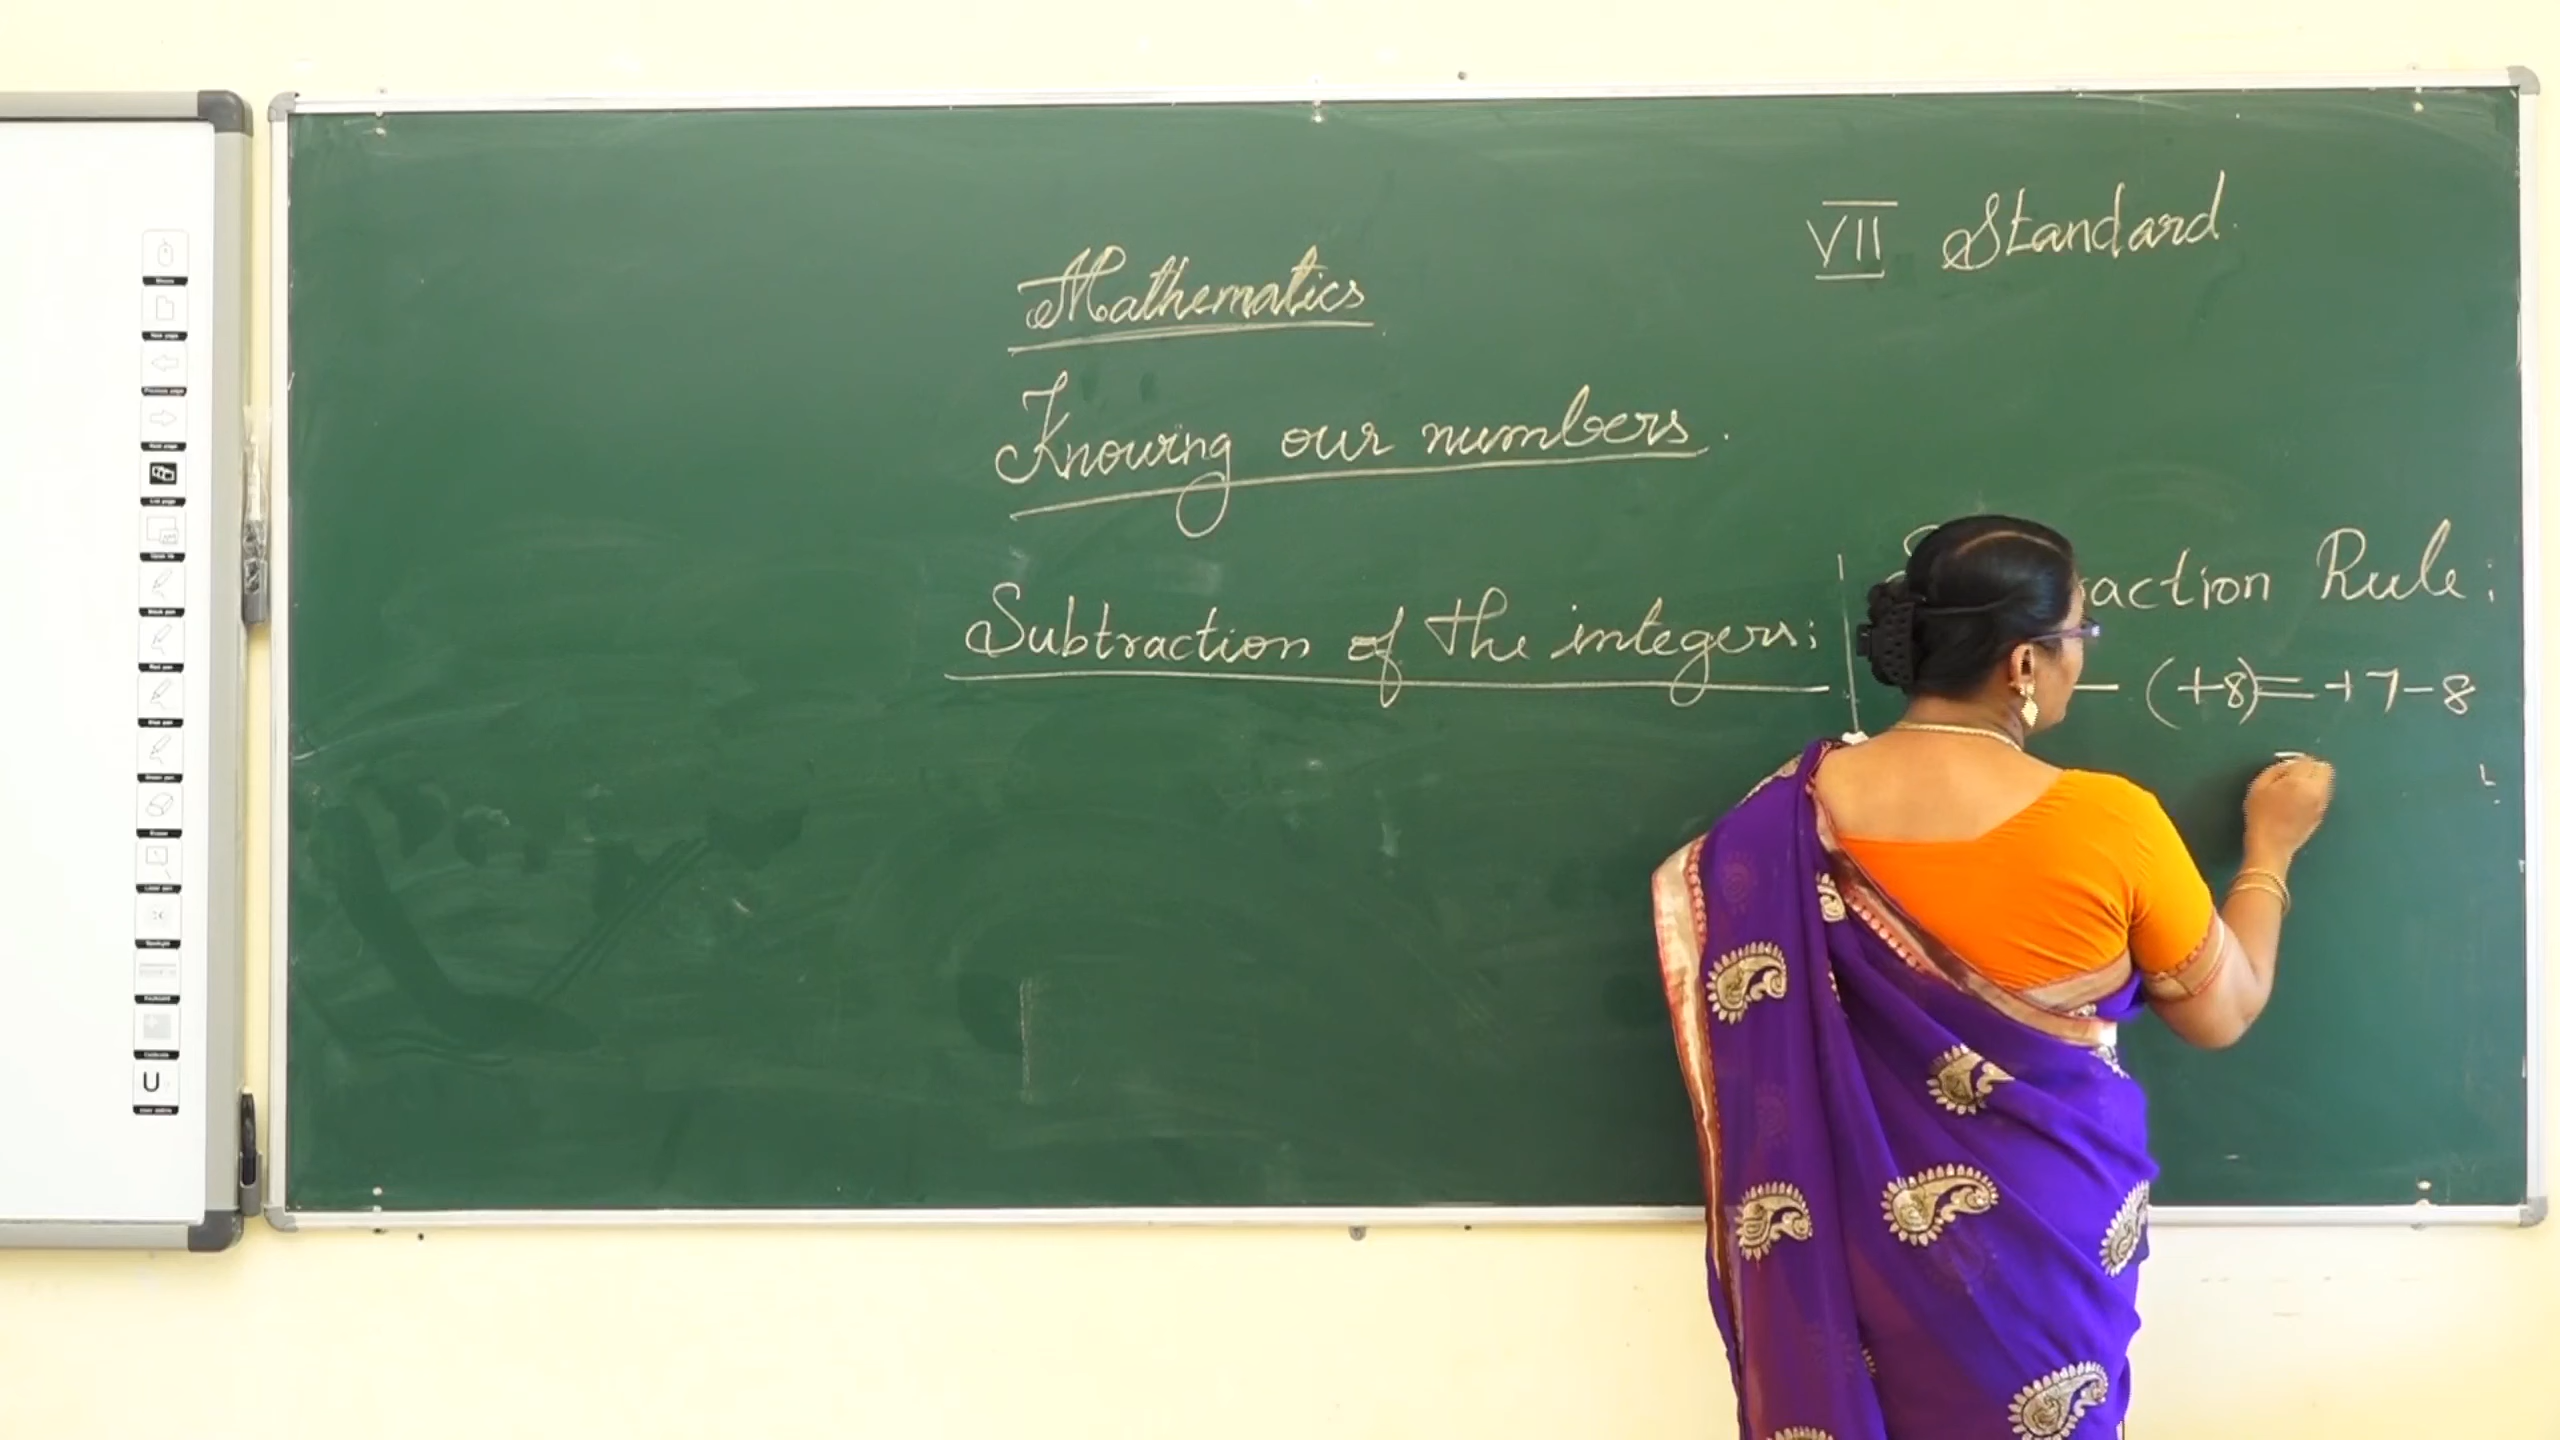 VII Standard
Mathematics
Knowing our numbers.
Subtraction of the integers:
action Rule:
- (+8) = +7-8
=
U